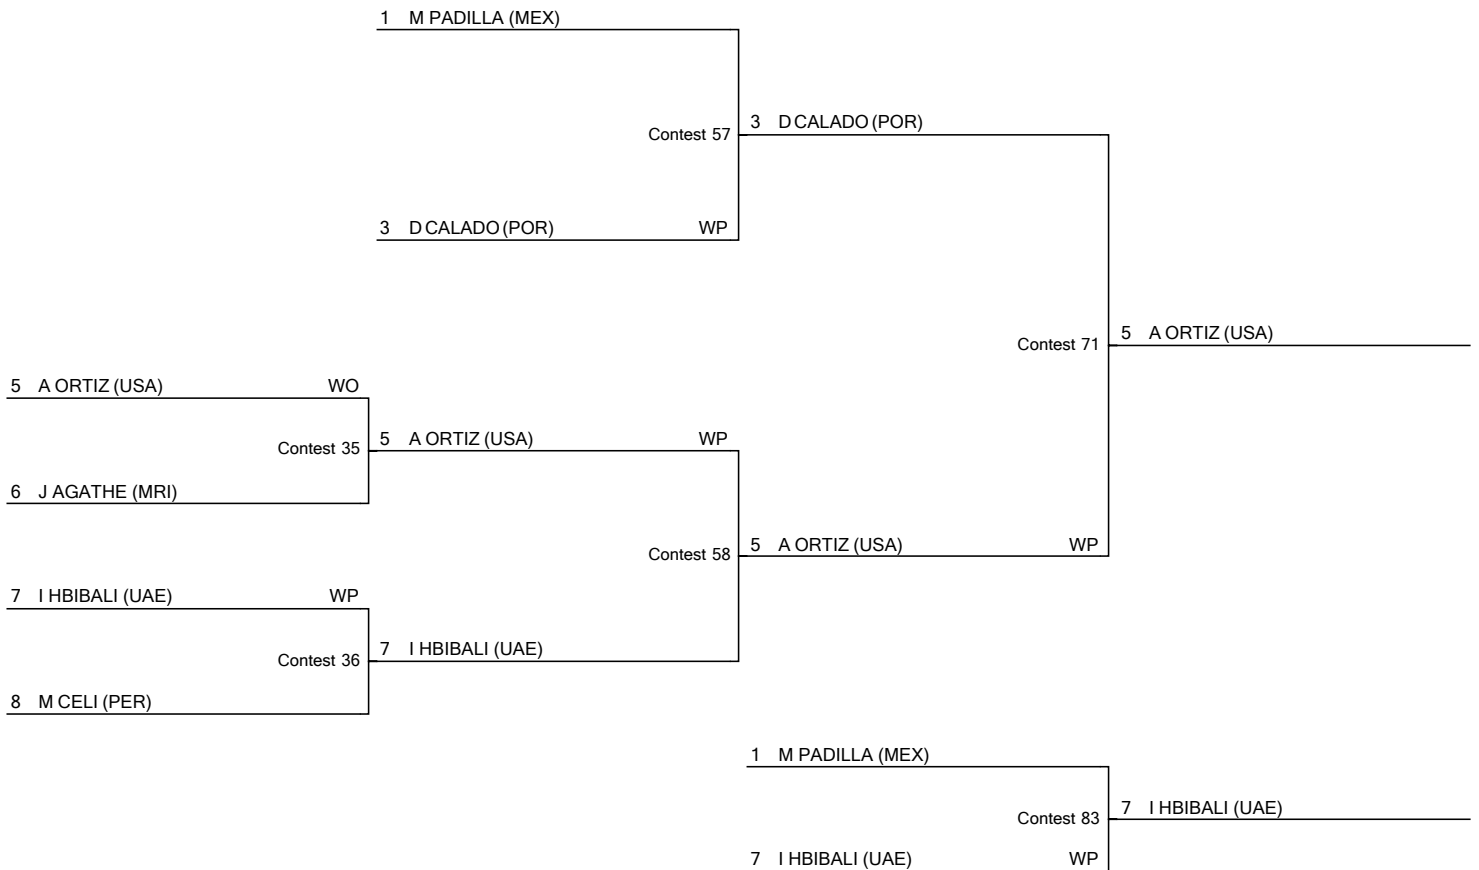 1 M PADILLA (MEX)
Contest 57
3 D CALADO (POR)
3 D CALADO (POR) WP
Contest 71
5 A ORTIZ (USA)
5 A ORTIZ (USA) WO
Contest 35
5 A ORTIZ (USA) WP
6 J AGATHE (MRI)
Contest 58
5 A ORTIZ (USA) WP
7 I HBIBALI (UAE) WP
Contest 36
7 I HBIBALI (UAE)
8 M CELI (PER)
1 M PADILLA (MEX)
Contest 83
7 I HBIBALI (UAE)
7 I HBIBALI (UAE) WP